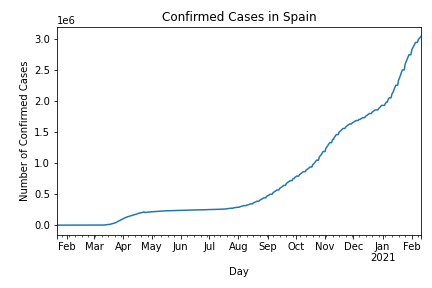 Confirmed Cases in Spain
1e6
3.0
2.5
2.0
1.5
1.0
0.5
0.0
Number of Confirmed Cases
Feb Mar Apr May Jun Jul Aug Sep Oct Nov Dec Jan Feb
2021
Day